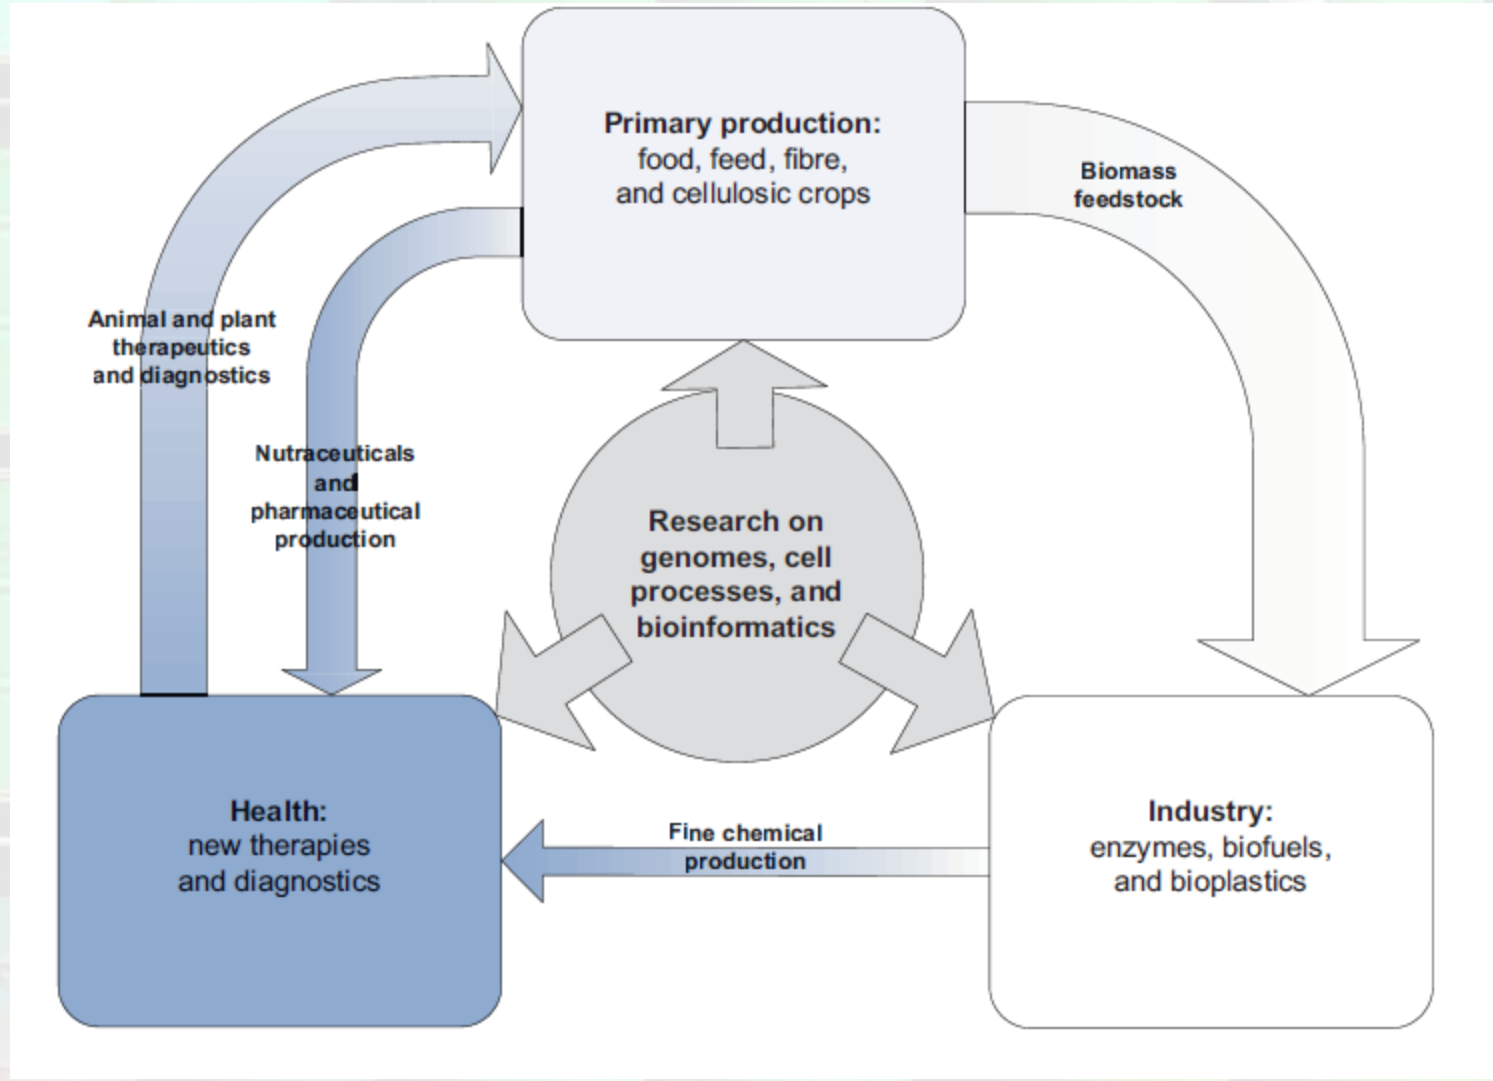 Primary production:
food, feed, fibre,
and cellulosic crops
Biomass
feedstock
Animal and plant
therapeutics
and diagnostics
Nutraceuticals
and
pharmaceutical
production
Research on
genomes, cell
processes, and
bioinformatics
Health:
new therapies
and diagnostics
Fine chemical
production
Industry:
enzymes, biofuels,
and bioplastics